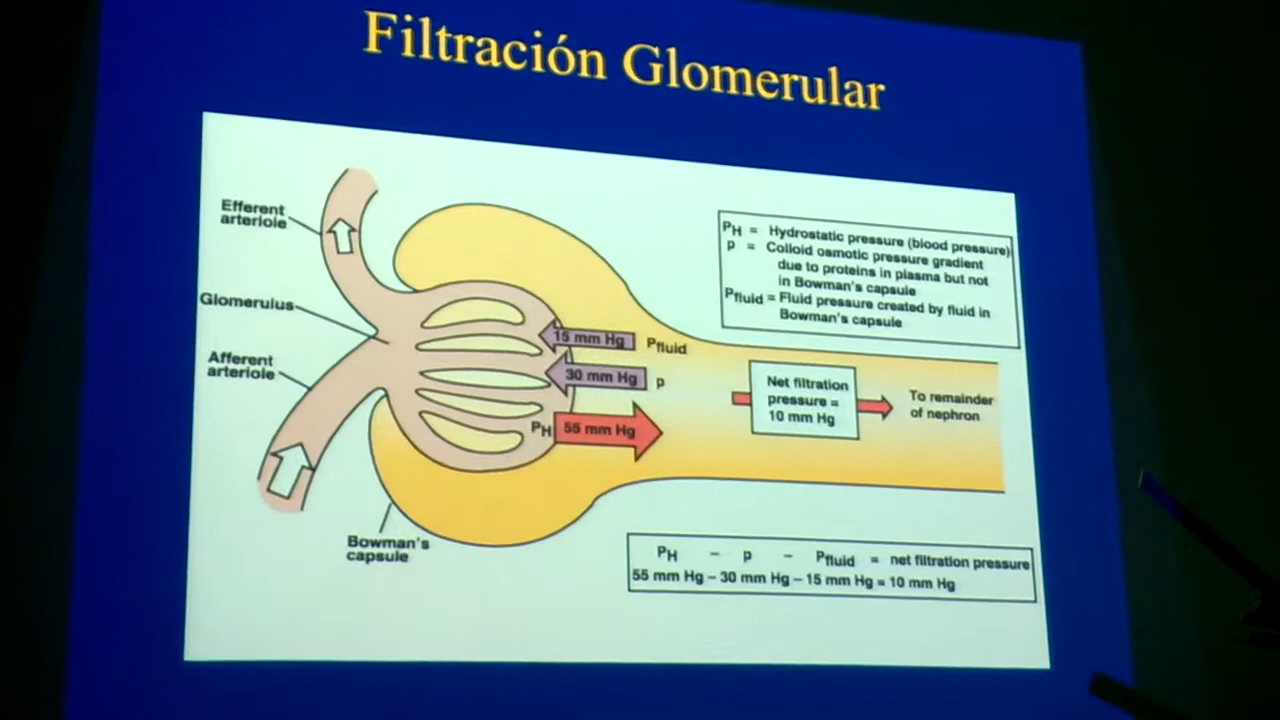 Filtración Glomerular
Efferent
arteriole
Glomerulus
Afferent
arteriole
Bowman's
capsule
15 mm Hg
Pfluid
30 mm Hg
p
PH
55 mm Hg
PH = Hydrostatic pressure (blood pressure)
p = Colloid osmotic pressure gradient
due to proteins in plasma but not
in Bowman's capsule
Pfluid = Fluid pressure created by fluid in
Bowman's capsule
Net filtration
pressure =
10 mm Hg
To remainder
of nephron
PH – p – Pfluid = net filtration pressure
55 mm Hg – 30 mm Hg – 15 mm Hg = 10 mm Hg